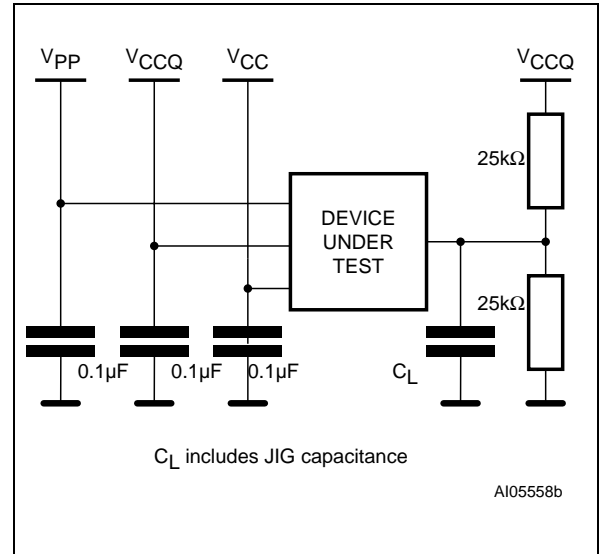 VPP VCCQ VCC VCCQ
25kΩ
DEVICE
UNDER
TEST
25kΩ
0.1µF 0.1µF 0.1µF CL
CL includes JIG capacitance
AI05558b